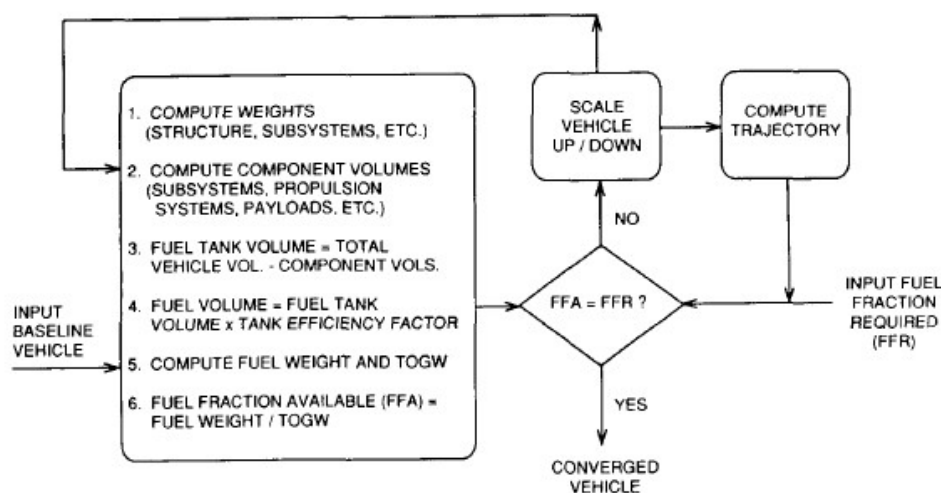 1. COMPUTE WEIGHTS
(STRUCTURE, SUBSYSTEMS, ETC.)
2. COMPUTE COMPONENT VOLUMES
(SUBSYSTEMS, PROPULSION
SYSTEMS, PAYLOADS, ETC.)
3. FUEL TANK VOLUME = TOTAL
VEHICLE VOL. - COMPONENT VOLS.
4. FUEL VOLUME = FUEL TANK
VOLUME x TANK EFFICIENCY FACTOR
5. COMPUTE FUEL WEIGHT AND TOGW
6. FUEL FRACTION AVAILABLE (FFA) =
FUEL WEIGHT / TOGW
INPUT
BASELINE
VEHICLE
SCALE
VEHICLE
UP / DOWN
COMPUTE
TRAJECTORY
NO
FFA = FFR ?
INPUT FUEL
FRACTION
REQUIRED
(FFR)
YES
CONVERGED
VEHICLE